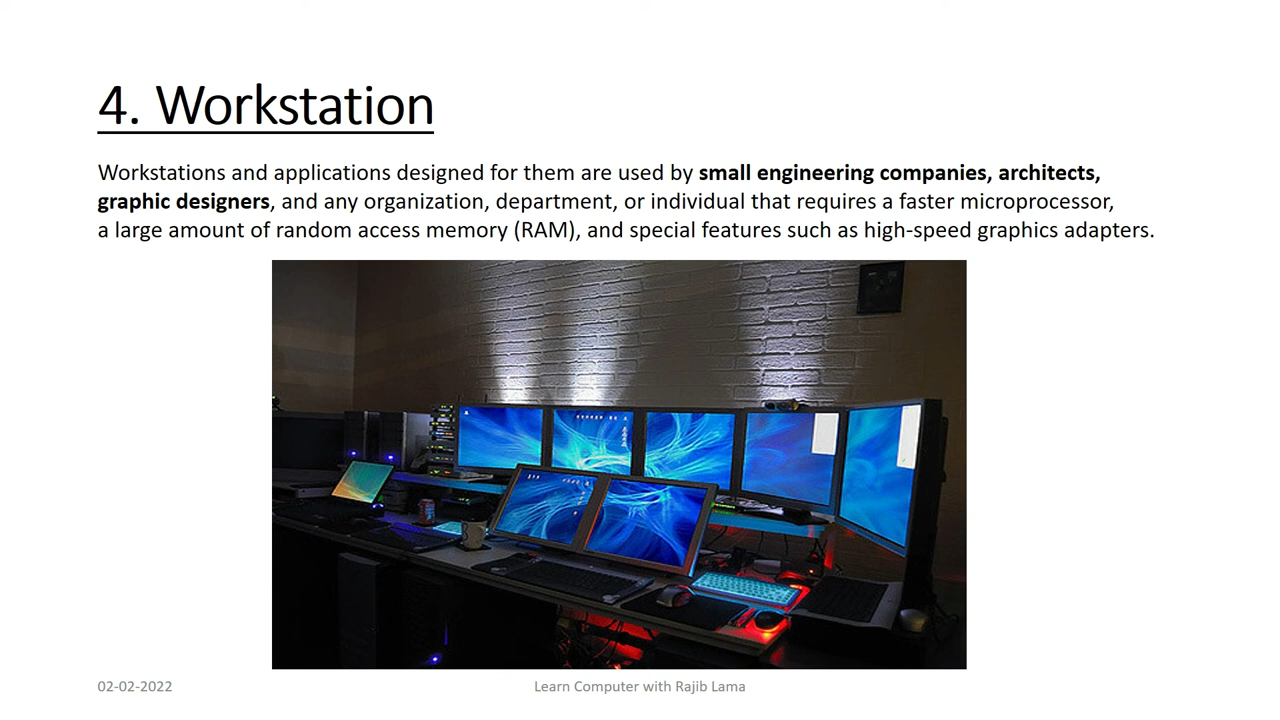 4. Workstation
Workstations and applications designed for them are used by small engineering companies, architects,
graphic designers, and any organization, department, or individual that requires a faster microprocessor,
a large amount of random access memory (RAM), and special features such as high-speed graphics adapters.
02-02-2022
Learn Computer with Rajib Lama